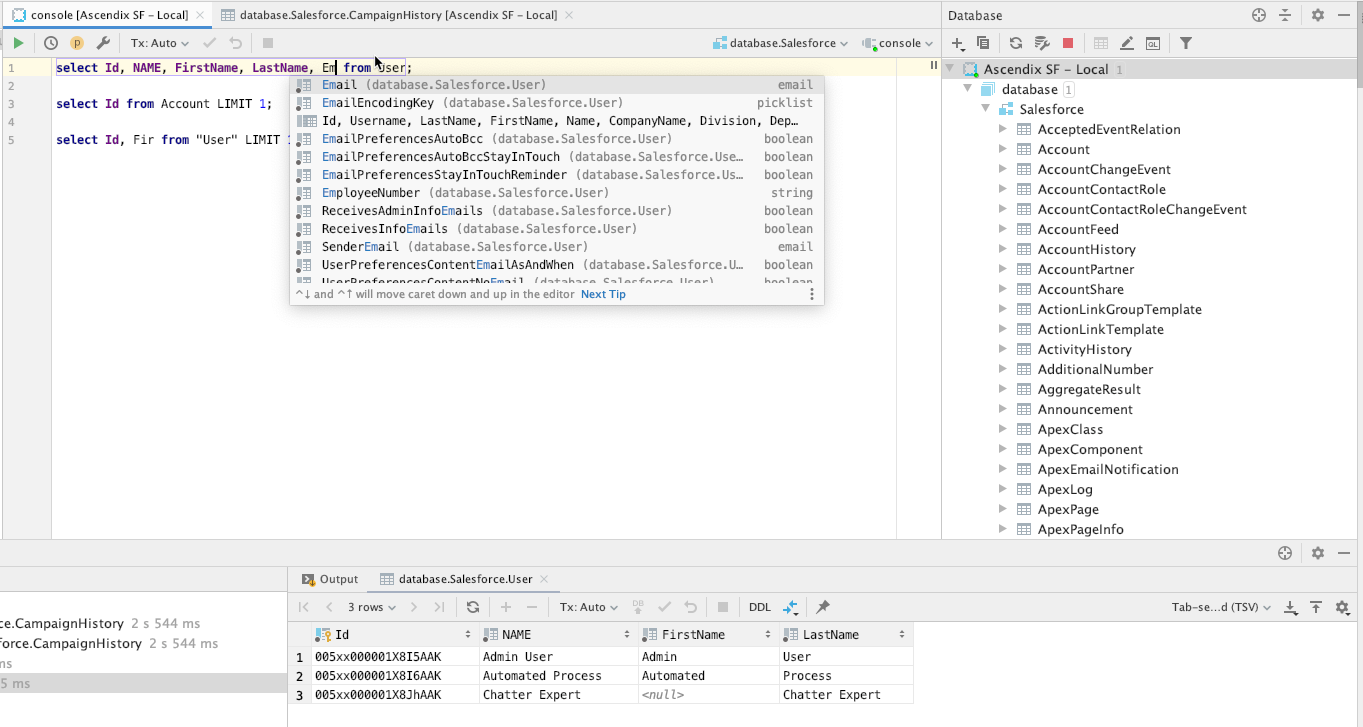 console [Ascendix SF – Local]
database.Salesforce.CampaignHistory [Ascendix SF – Local]
Database
Tx: Auto
database.Salesforce
console
1 select Id, NAME, FirstName, LastName, Em from User;
2
3 select Id from Account LIMIT 1;
4
5 select Id, Fir from "User" LIMIT
Email (database.Salesforce.User) email
EmailEncodingKey (database.Salesforce.User) picklist
Id, Username, LastName, FirstName, Name, CompanyName, Division, Dep…
EmailPreferencesAutoBcc (database.Salesforce.User) boolean
EmailPreferencesAutoBccStayInTouch (database.Salesforce.Use… boolean
EmailPreferencesStayInTouchReminder (database.Salesforce.Us… boolean
EmployeeNumber (database.Salesforce.User) string
ReceivesAdminInfoEmails (database.Salesforce.User) boolean
ReceivesInfoEmails (database.Salesforce.User) boolean
SenderEmail (database.Salesforce.User) email
UserPreferencesContentEmailAsAndWhen (database.Salesforce.U… boolean
UserPreferencesContentNoEmail (database.Salesforce.User) boolean
^↓ and ^↑ will move caret down and up in the editor Next Tip
Ascendix SF – Local 1
database 1
Salesforce
AcceptedEventRelation
Account
AccountChangeEvent
AccountContactRole
AccountContactRoleChangeEvent
AccountFeed
AccountHistory
AccountPartner
AccountShare
ActionLinkGroupTemplate
ActionLinkTemplate
ActivityHistory
AdditionalNumber
AggregateResult
Announcement
ApexClass
ApexComponent
ApexEmailNotification
ApexLog
ApexPage
ApexPageInfo
ce.CampaignHistory 2 s 544 ms
force.CampaignHistory 2 s 544 ms
ms
5 ms
Output
database.Salesforce.User
3 rows
Tx: Auto
DB
DDL
Tab-se...d (TSV)
Id NAME FirstName LastName
1 005xx000001X8I5AAK Admin User Admin User
2 005xx000001X8I6AAK Automated Process Automated Process
3 005xx000001X8JhAAK Chatter Expert <null> Chatter Expert